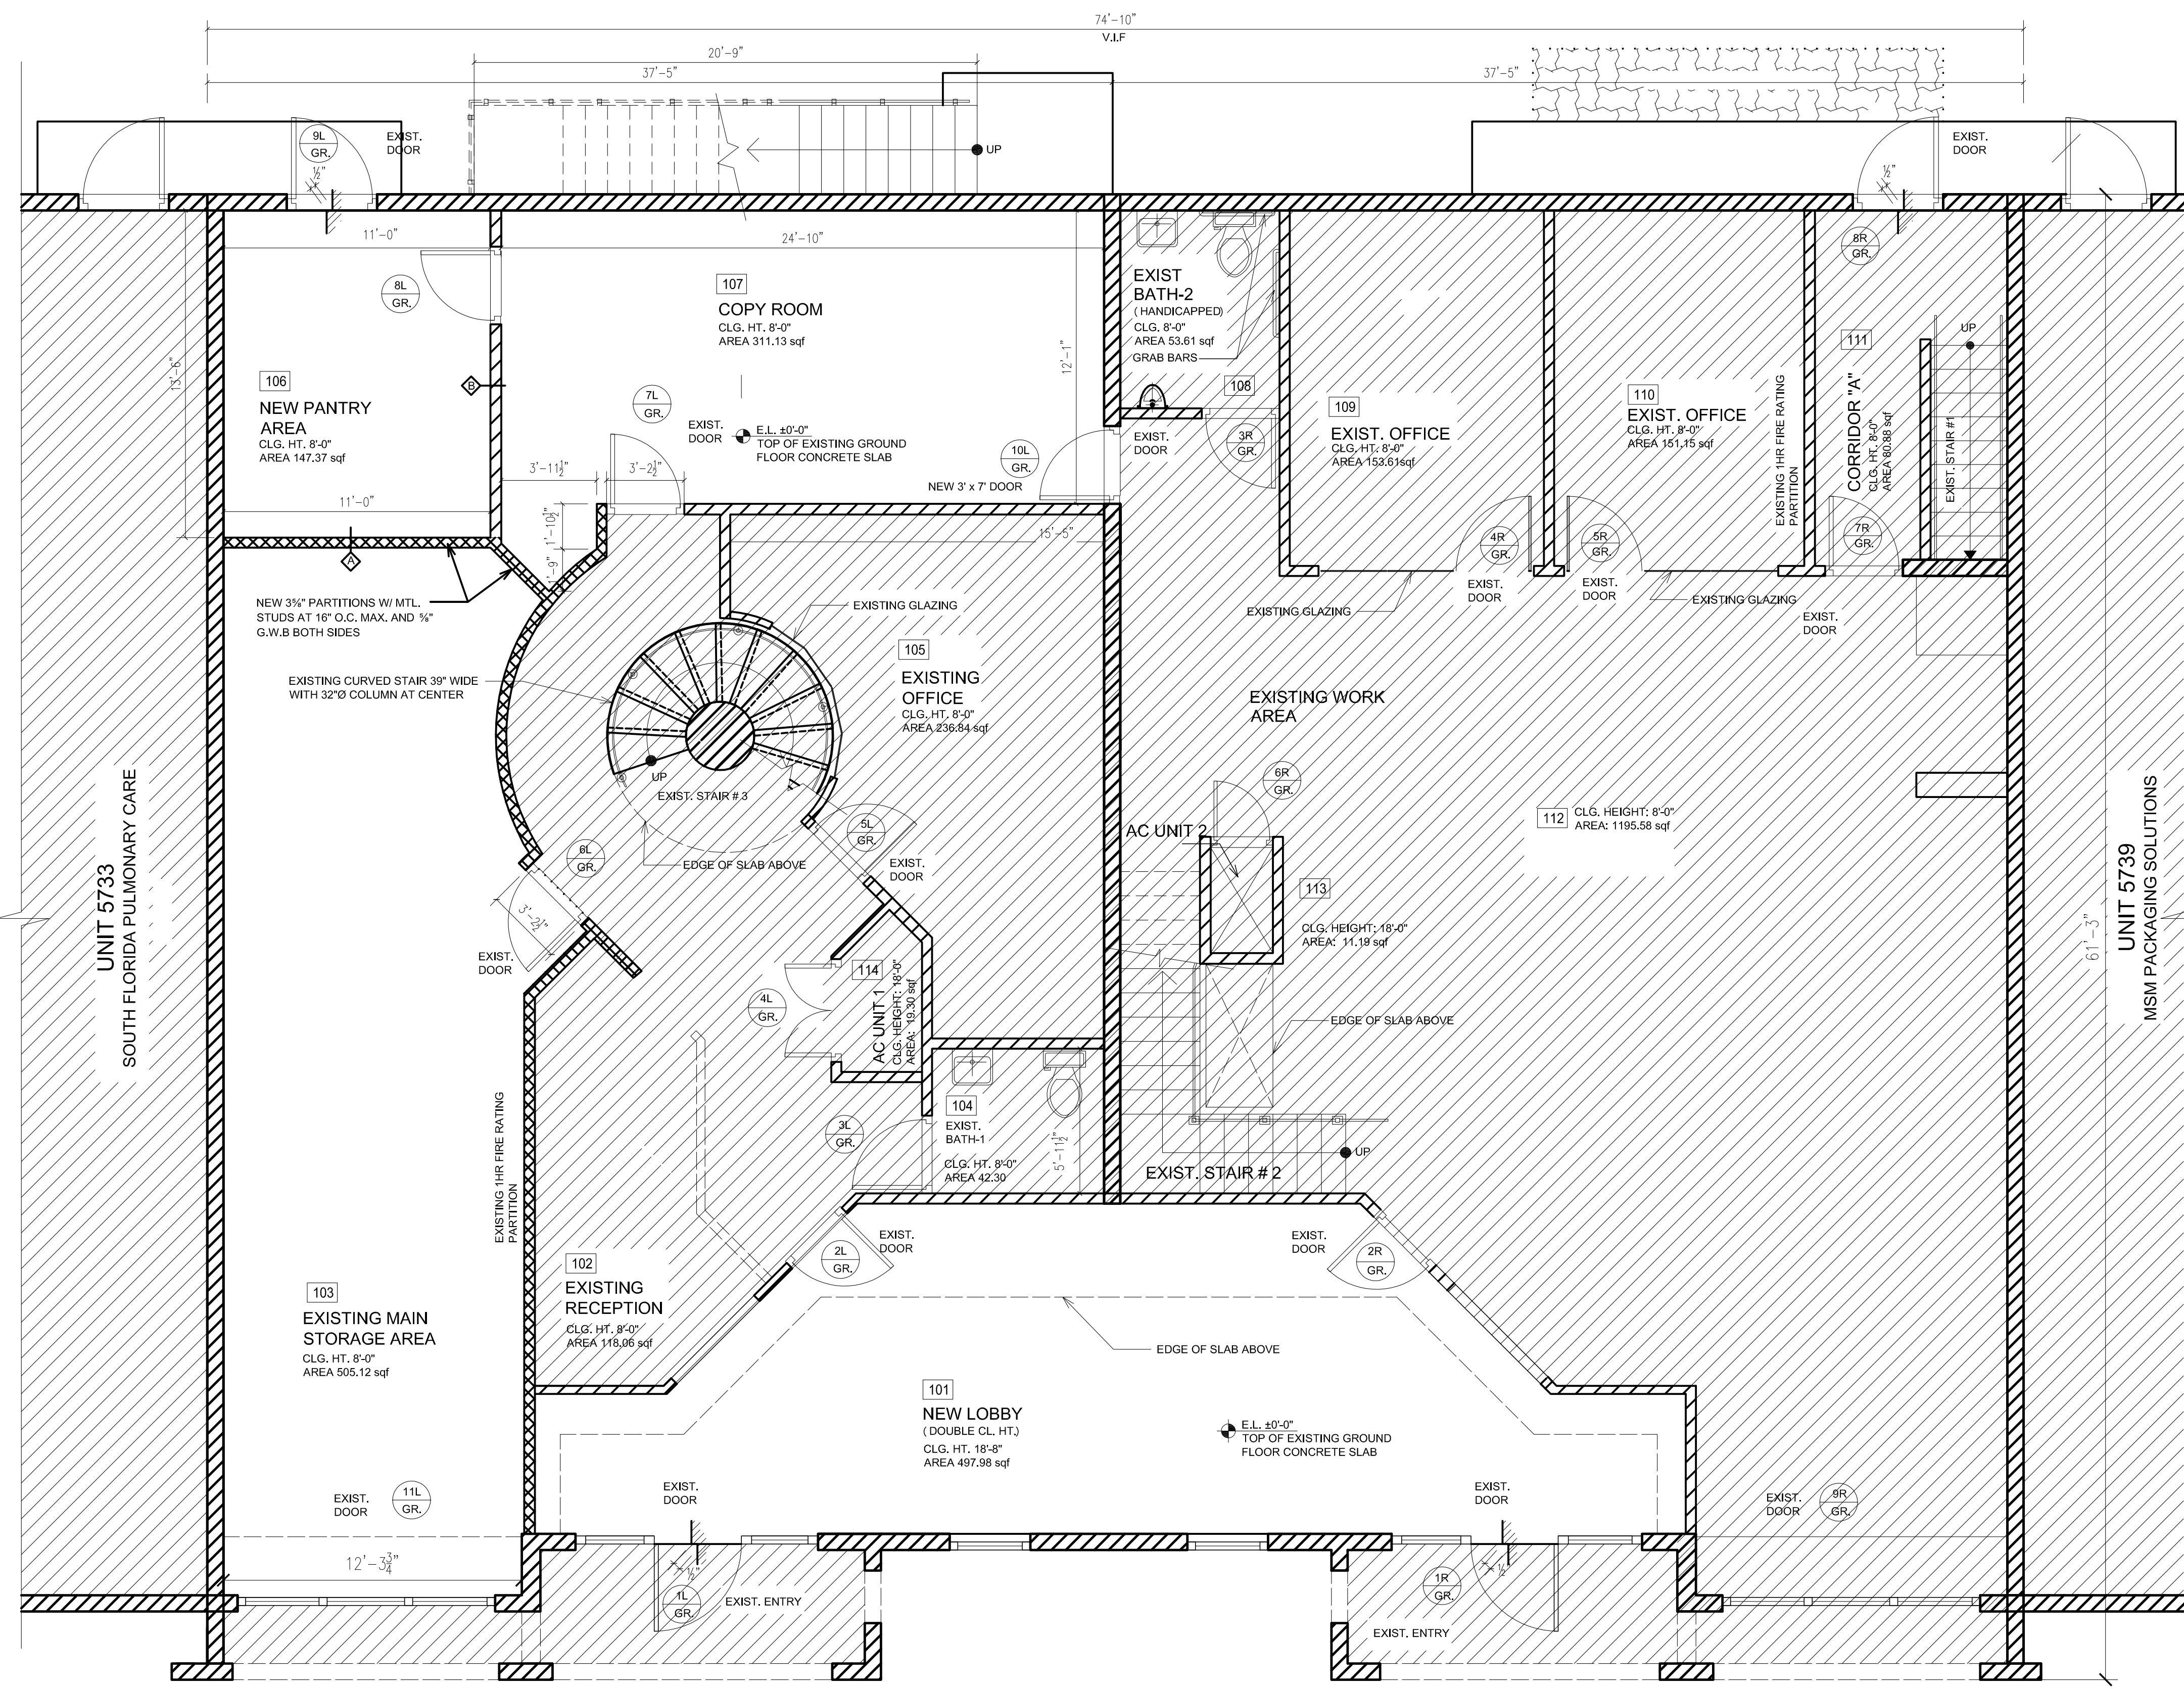 74'-10"
V.I.F
20'-9"
37'-5"
37'-5"
9L
GR.
EXIST.
DOOR
½"
UP
EXIST.
DOOR
½"
11'-0"
24'-10"
8L
GR.
107
COPY ROOM
CLG. HT. 8'-0"
AREA 311.13 sqf
EXIST
BATH-2
( HANDICAPPED)
CLG. 8'-0"
AREA 53.61 sqf
GRAB BARS
108
8R
GR.
UP
111
CORRIDOR "A"
CLG. HT. 8'-0"
AREA 80.88 sqf
EXIST. STAIR #1
13'-6"
12'-1"
106
NEW PANTRY
AREA
CLG. HT. 8'-0"
AREA 147.37 sqf
B
7L
GR.
EXIST.
DOOR
E.L. ±0'-0"
TOP OF EXISTING GROUND
FLOOR CONCRETE SLAB
10L
GR.
NEW 3' x 7' DOOR
EXIST.
DOOR
3R
GR.
109
EXIST. OFFICE
CLG. HT. 8'-0"
AREA 153.61sqf
110
EXIST. OFFICE
CLG. HT. 8'-0"
AREA 151.15 sqf
EXISTING 1HR FIRE RATING
PARTITION
3'-11½"
3'-2½"
11'-0"
1'-10½"
1'-9"
15'-5"
A
4R
GR.
5R
GR.
7R
GR.
EXIST.
DOOR
EXIST.
DOOR
EXIST.
DOOR
NEW 3⅝" PARTITIONS W/ MTL.
STUDS AT 16" O.C. MAX. AND ⅝"
G.W.B BOTH SIDES
EXISTING GLAZING
EXISTING GLAZING
EXISTING GLAZING
EXISTING CURVED STAIR 39" WIDE
WITH 32"Ø COLUMN AT CENTER
105
EXISTING
OFFICE
CLG. HT. 8'-0"
AREA 236.84 sqf
EXISTING WORK
AREA
UP
EXIST. STAIR # 3
5L
GR.
6L
GR.
EDGE OF SLAB ABOVE
EXIST.
DOOR
6R
GR.
AC UNIT 2
112
CLG. HEIGHT: 8'-0"
AREA: 1195.58 sqf
113
CLG. HEIGHT: 18'-0"
AREA: 11.19 sqf
UNIT 5733
SOUTH FLORIDA PULMONARY CARE
UNIT 5739
MSM PACKAGING SOLUTIONS
61'-3"
3'-2½"
EXIST.
DOOR
4L
GR.
114
AC UNIT 1
CLG. HEIGHT: 18'-0"
AREA: 19.30 sqf
EDGE OF SLAB ABOVE
3L
GR.
104
EXIST.
BATH-1
CLG. HT. 8'-0"
AREA 42.30
5'-11½"
UP
EXIST. STAIR # 2
EXISTING 1HR FIRE RATING
PARTITION
2L
GR.
EXIST.
DOOR
EXIST.
DOOR
2R
GR.
102
EXISTING
RECEPTION
CLG. HT. 8'-0"
AREA 118.06 sqf
103
EXISTING MAIN
STORAGE AREA
CLG. HT. 8'-0"
AREA 505.12 sqf
EDGE OF SLAB ABOVE
101
NEW LOBBY
( DOUBLE CL. HT.)
CLG. HT. 18'-8"
AREA 497.98 sqf
E.L. ±0'-0"
TOP OF EXISTING GROUND
FLOOR CONCRETE SLAB
EXIST.
DOOR
11L
GR.
EXIST.
DOOR
EXIST.
DOOR
EXIST.
DOOR
9R
GR.
12'-3¾"
½"
1L
GR.
EXIST. ENTRY
½"
1R
GR.
EXIST. ENTRY